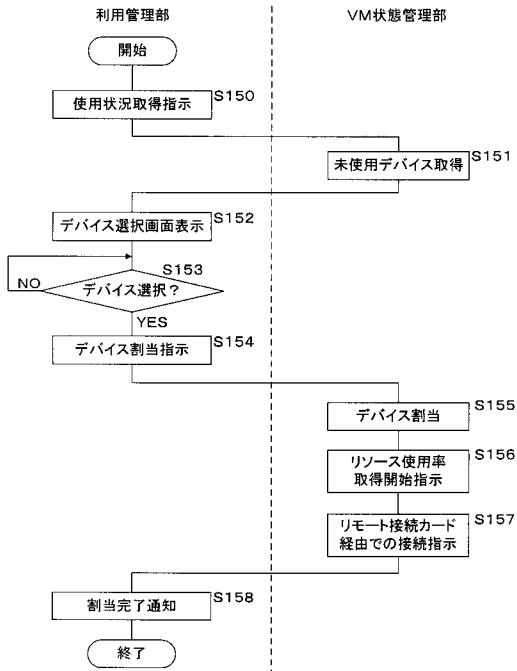 利用管理部
VM状態管理部
開始
使用状況取得指示
S150
未使用デバイス取得
S151
デバイス選択画面表示
S152
S153
デバイス選択？
NO
YES
デバイス割当指示
S154
デバイス割当
S155
リソース使用率
取得開始指示
S156
リモート接続カード
経由での接続指示
S157
割当完了通知
S158
終了